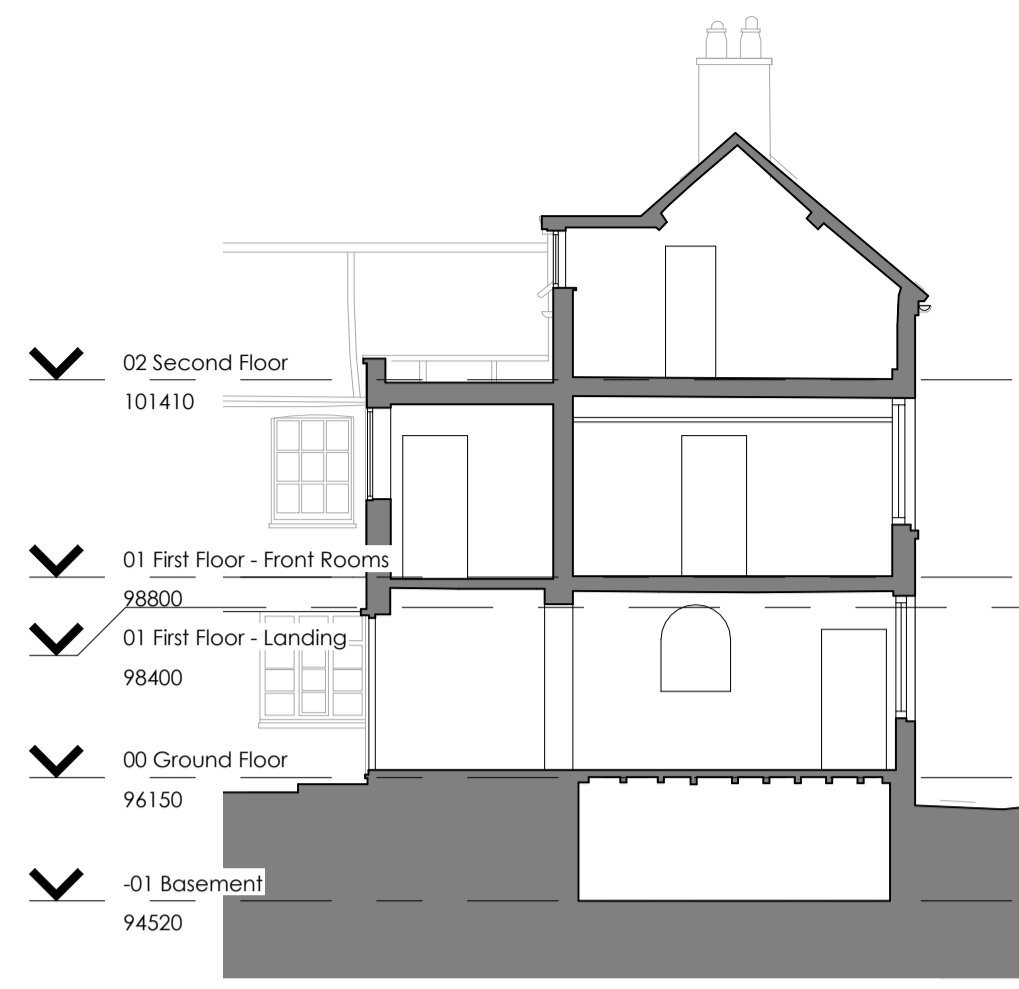 02 Second Floor
101410
01 First Floor - Front Rooms
98800
01 First Floor - Landing
98400
00 Ground Floor
96150
-01 Basement
94520